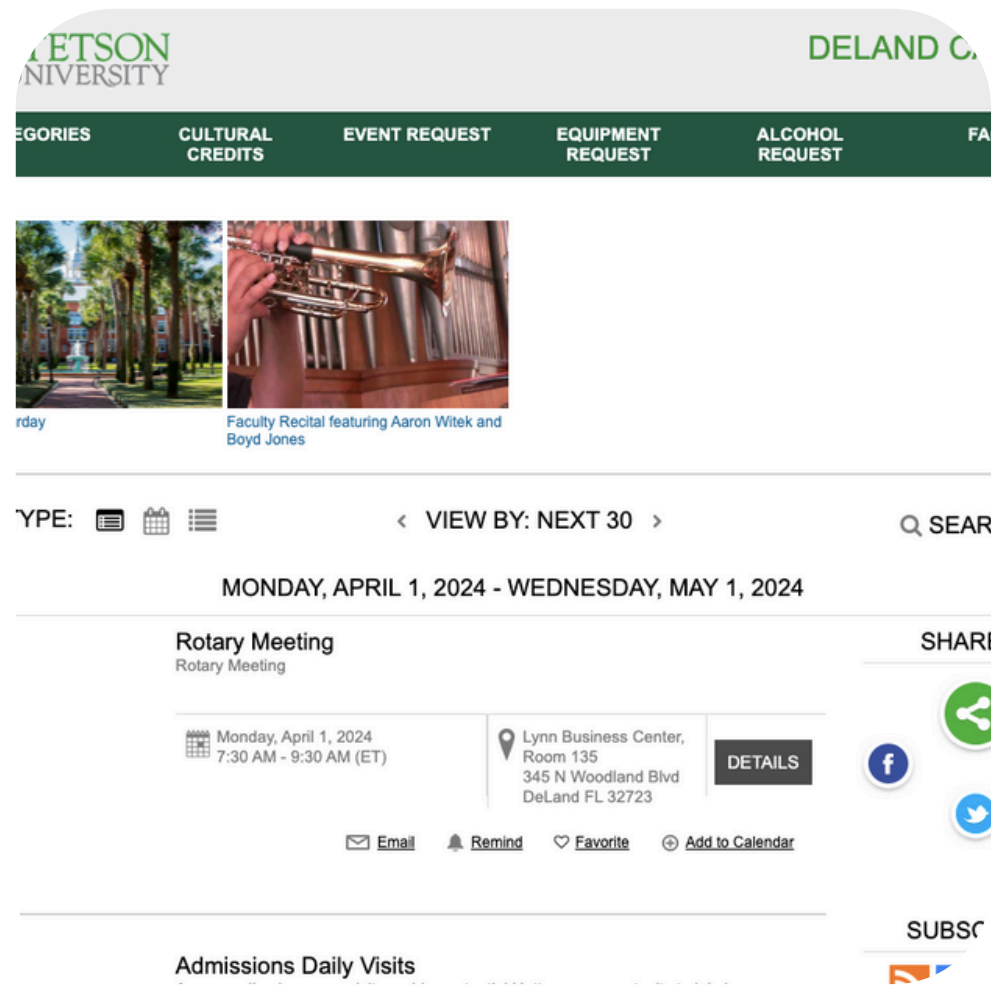 TETSON
NIVERSITY
DELAND CA
EGORIES
CULTURAL
CREDITS
EVENT REQUEST
EQUIPMENT
REQUEST
ALCOHOL
REQUEST
FA
rday
Faculty Recital featuring Aaron Witek and
Boyd Jones
YPE:
‹ VIEW BY: NEXT 30 ›
SEAR
MONDAY, APRIL 1, 2024 - WEDNESDAY, MAY 1, 2024
Rotary Meeting
Rotary Meeting
SHARE
Monday, April 1, 2024
7:30 AM - 9:30 AM (ET)
Lynn Business Center,
Room 135
345 N Woodland Blvd
DeLand FL 32723
DETAILS
Email
Remind
Favorite
Add to Calendar
SUBSC
Admissions Daily Visits